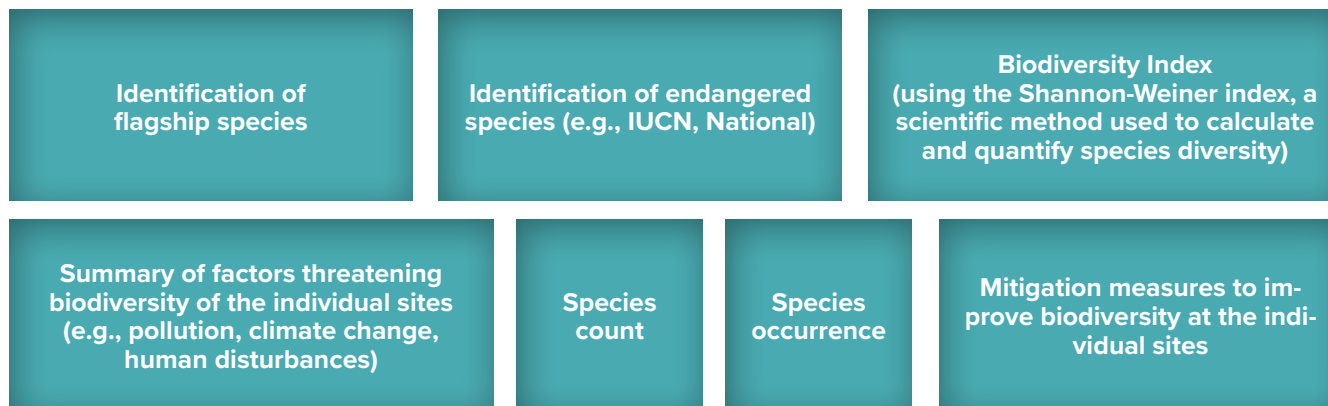 Identification of
flagship species
Identification of endangered
species (e.g., IUCN, National)
Biodiversity Index
(using the Shannon-Weiner index, a
scientific method used to calculate
and quantify species diversity)
Summary of factors threatening
biodiversity of the individual sites
(e.g., pollution, climate change,
human disturbances)
Species
count
Species
occurrence
Mitigation measures to im-
prove biodiversity at the indi-
vidual sites